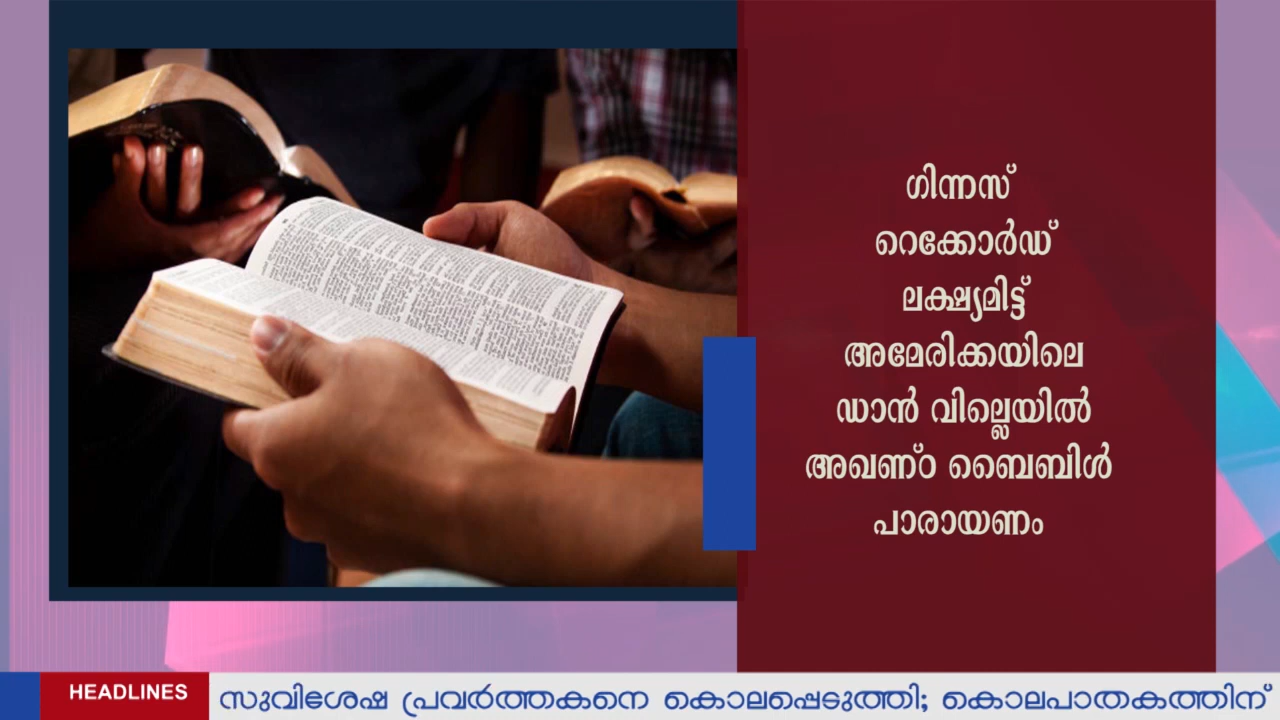 ഗിന്നസ്
റെക്കോർഡ്
ലക്ഷ്യമിട്ട്
അമേരിക്കയിലെ
ഡാൻ വില്ലെയിൽ
അഖണ്ഠ ബൈബിൾ
പാരായണം
HEADLINES
സുവിശേഷ പ്രവർത്തകനെ കൊലപ്പെടുത്തി; കൊലപാതകത്തിന്